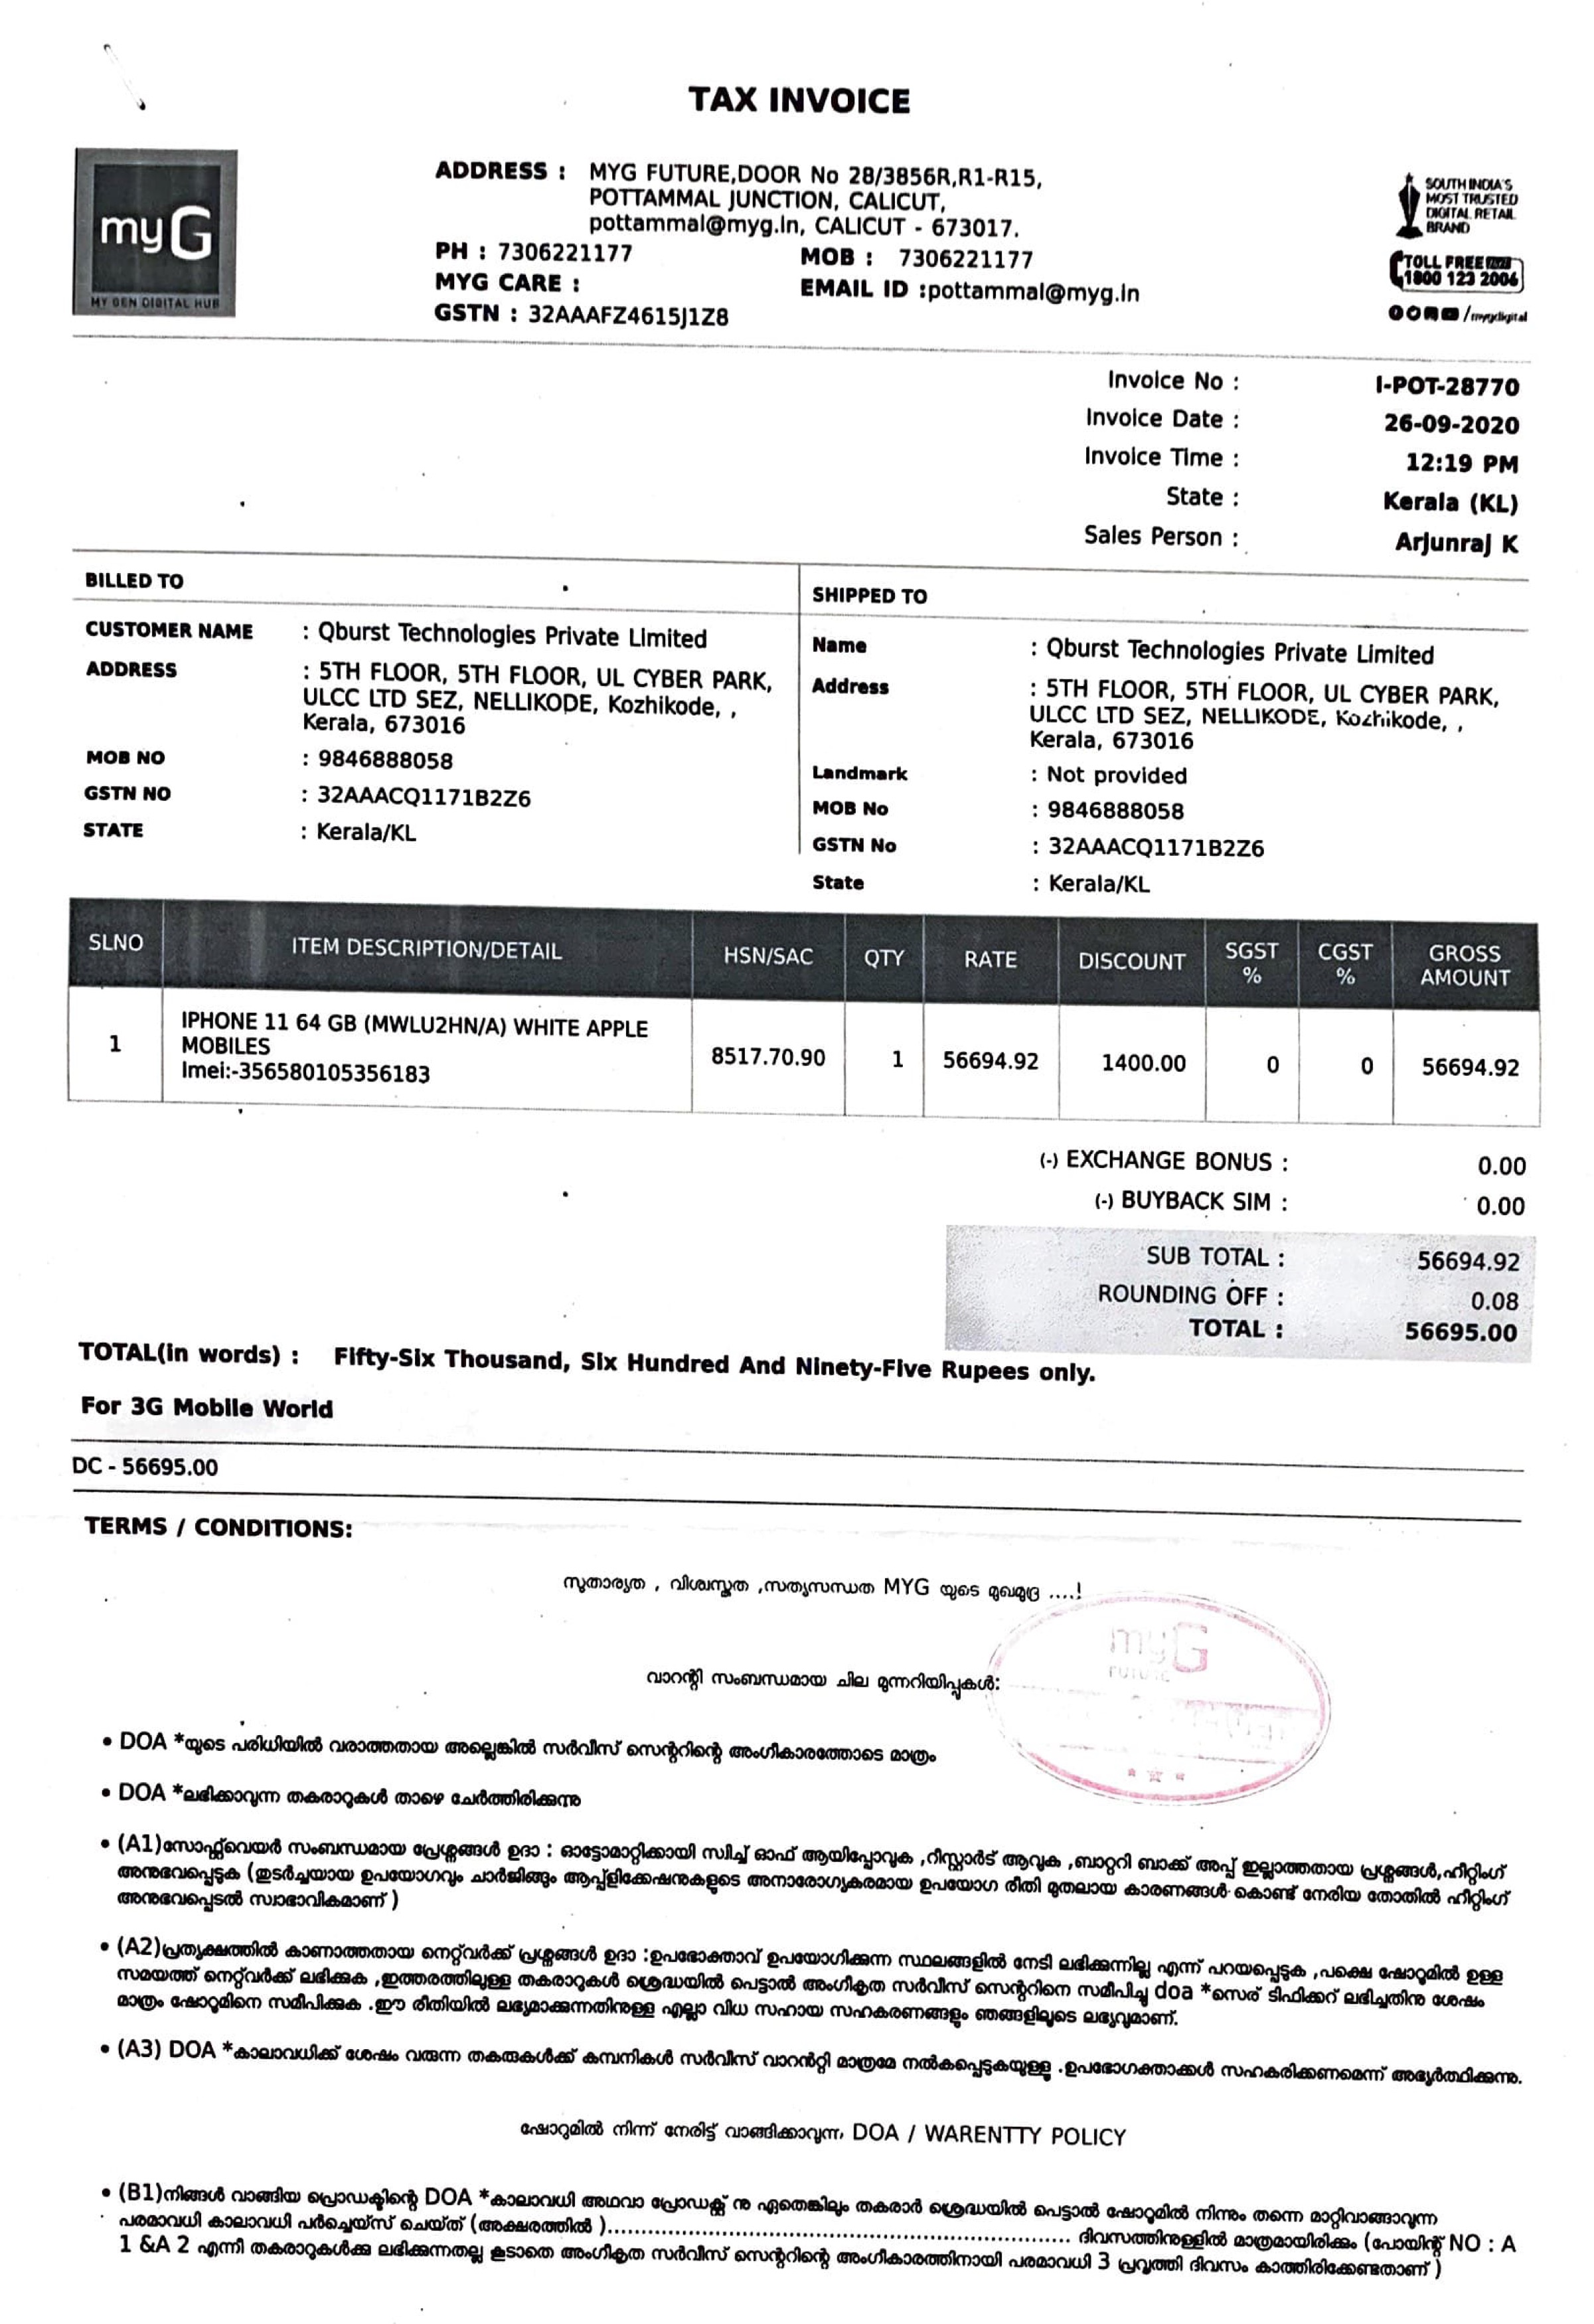 TAX INVOICE
myG
MY GEN DIGITAL HUB
ADDRESS : MYG FUTURE,DOOR No 28/3856R,R1-R15,
POTTAMMAL JUNCTION, CALICUT,
pottammal@myg.in, CALICUT - 673017.
PH : 7306221177 MOB : 7306221177
MYG CARE : EMAIL ID :pottammal@myg.in
GSTN : 32AAAFZ4615J1Z8
SOUTH INDIA'S
MOST TRUSTED
DIGITAL RETAIL
BRAND
TOLL FREE
1800 123 2006
/mygdigital
Invoice No : I-POT-28770
Invoice Date : 26-09-2020
Invoice Time : 12:19 PM
State : Kerala (KL)
Sales Person : Arjunraj K
BILLED TO
CUSTOMER NAME : Qburst Technologies Private Limited
ADDRESS : 5TH FLOOR, 5TH FLOOR, UL CYBER PARK,
ULCC LTD SEZ, NELLIKODE, Kozhikode, ,
Kerala, 673016
MOB NO : 9846888058
GSTN NO : 32AAACQ1171B2Z6
STATE : Kerala/KL
SHIPPED TO
Name : Qburst Technologies Private Limited
Address : 5TH FLOOR, 5TH FLOOR, UL CYBER PARK,
ULCC LTD SEZ, NELLIKODE, Kozhikode, ,
Kerala, 673016
Landmark : Not provided
MOB No : 9846888058
GSTN No : 32AAACQ1171B2Z6
State : Kerala/KL
SLNO ITEM DESCRIPTION/DETAIL HSN/SAC QTY RATE DISCOUNT SGST % CGST % GROSS AMOUNT
1 IPHONE 11 64 GB (MWLU2HN/A) WHITE APPLE 8517.70.90 1 56694.92 1400.00 0 0 56694.92
MOBILES
Imei:-356580105356183
(-) EXCHANGE BONUS : 0.00
(-) BUYBACK SIM : 0.00
SUB TOTAL : 56694.92
ROUNDING OFF : 0.08
TOTAL : 56695.00
TOTAL(in words) : Fifty-Six Thousand, Six Hundred And Ninety-Five Rupees only.
For 3G Mobile World
DC - 56695.00
TERMS / CONDITIONS:
സുതാര്യത , വിശ്വസ്തത ,സത്യസന്ധത MYG യുടെ മുഖമുദ്ര ....!
myG
FUTURE
വാറന്റി സംബന്ധമായ ചില മുന്നറിയിപ്പുകൾ:
• DOA *യുടെ പരിധിയിൽ വരാത്തതായ അല്ലെങ്കിൽ സർവീസ് സെന്ററിന്റെ അംഗീകാരത്തോടെ മാത്രം
• DOA *ലഭിക്കാവുന്ന തകരാറുകൾ താഴെ ചേർത്തിരിക്കുന്നു
• (A1)സോഫ്റ്റ്‌വെയർ സംബന്ധമായ പ്രേശ്നങ്ങൾ ഉദാ : ഓട്ടോമാറ്റിക്കായി സ്വിച്ച് ഓഫ് ആയിപ്പോവുക ,റീസ്റ്റാർട് ആവുക ,ബാറ്ററി ബാക്ക് അപ്പ് ഇല്ലാത്തതായ പ്രശ്നങ്ങൾ,ഹീറ്റിംഗ്
അനുഭവപ്പെടുക (തുടർച്ചയായ ഉപയോഗവും ചാർജിങ്ങും ആപ്പ്ളിക്കേഷനുകളുടെ അനാരോഗ്യകരമായ ഉപയോഗ രീതി മുതലായ കാരണങ്ങൾ കൊണ്ട് നേരിയ തോതിൽ ഹീറ്റിംഗ്
അനുഭവപ്പെടൽ സ്വാഭാവികമാണ് )
• (A2)പ്രത്യക്ഷത്തിൽ കാണാത്തതായ നെറ്റ്‌വർക്ക് പ്രശ്നങ്ങൾ ഉദാ :ഉപഭോക്താവ് ഉപയോഗിക്കുന്ന സ്ഥലങ്ങളിൽ നേടി ലഭിക്കുന്നില്ല എന്ന് പറയപ്പെടുക ,പക്ഷെ ഷോറൂമിൽ ഉള്ള
സമയത്ത് നെറ്റ്‌വർക്ക് ലഭിക്കുക ,ഇത്തരത്തിലുള്ള തകരാറുകൾ ശ്രെദ്ധയിൽ പെട്ടാൽ അംഗീകൃത സർവീസ് സെന്ററിനെ സമീപിച്ചു doa *സെര് ടിഫിക്കറ് ലഭിച്ചതിനു ശേഷം
മാത്രം ഷോറൂമിനെ സമീപിക്കുക .ഈ രീതിയിൽ ലഭ്യമാക്കുന്നതിനുള്ള എല്ലാ വിധ സഹായ സഹകരണങ്ങളും ഞങ്ങളിലൂടെ ലഭ്യവുമാണ്.
• (A3) DOA *കാലാവധിക്ക് ശേഷം വരുന്ന തകരുകൾക്ക് കമ്പനികൾ സർവീസ് വാറൻറ്റി മാത്രമേ നൽകപ്പെടുകയുള്ളൂ .ഉപഭോഗക്താക്കൾ സഹകരിക്കണമെന്ന് അഭ്യർത്ഥിക്കുന്നു.
ഷോറൂമിൽ നിന്ന് നേരിട്ട് വാങ്ങിക്കാവുന്ന, DOA / WARENTTY POLICY
• (B1)നിങ്ങൾ വാങ്ങിയ പ്രൊഡക്ടിന്റെ DOA *കാലാവധി അഥവാ പ്രോഡക്റ്റ് നു ഏതെങ്കിലും തകരാർ ശ്രെദ്ധയിൽ പെട്ടാൽ ഷോറൂമിൽ നിന്നും തന്നെ മാറ്റിവാങ്ങാവുന്ന
പരമാവധി കാലാവധി പർച്ചെയ്സ് ചെയ്ത് (അക്ഷരത്തിൽ )........................................................................ ദിവസത്തിനുള്ളിൽ മാത്രമായിരിക്കും (പോയിന്റ് NO : A
1 &A 2 എന്നീ തകരാറുകൾക്കു ലഭിക്കുന്നതല്ല കൂടാതെ അംഗീകൃത സർവീസ് സെന്ററിന്റെ അംഗീകാരത്തിനായി പരമാവധി 3 പ്രവൃത്തി ദിവസം കാത്തിരിക്കേണ്ടതാണ് )